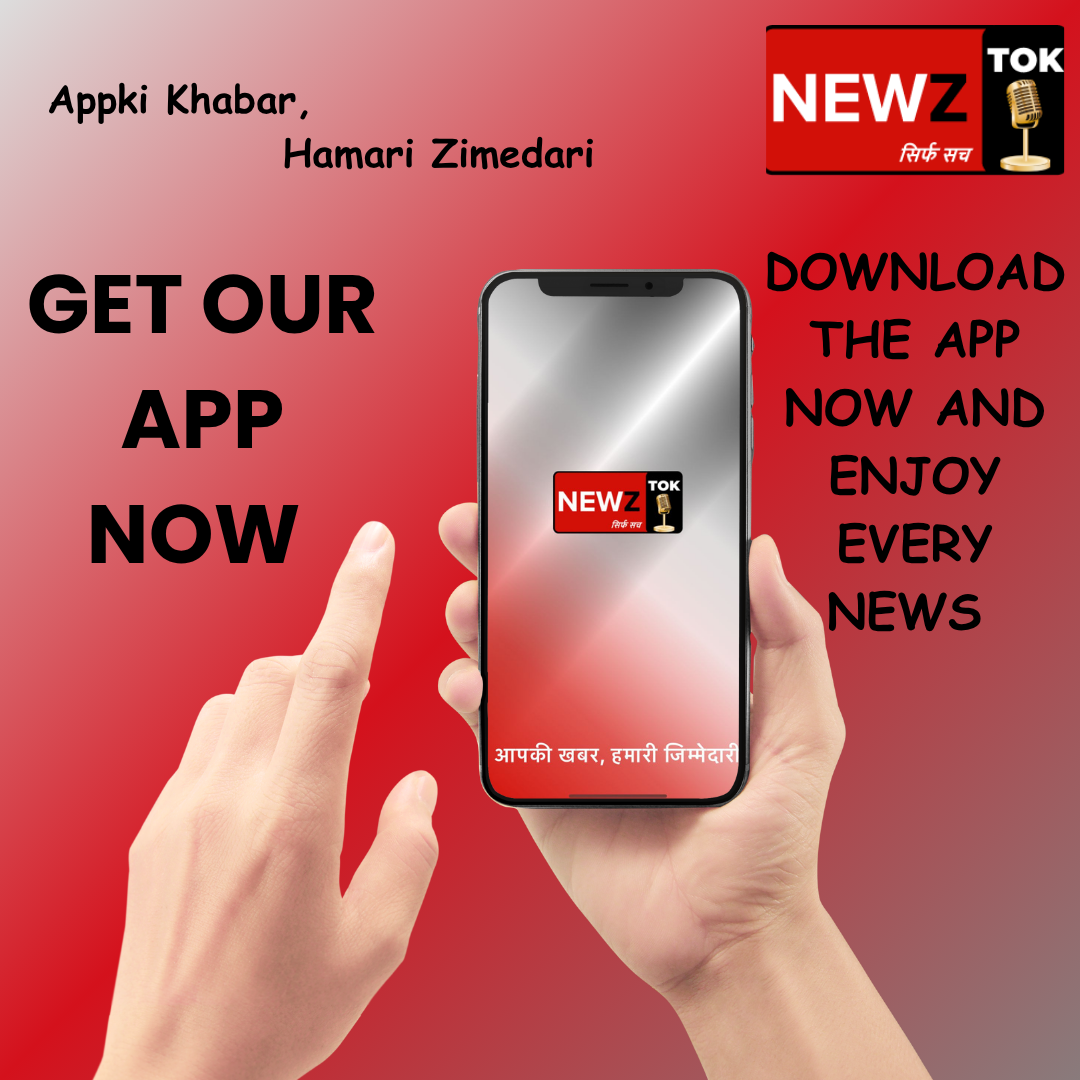 Appki Khabar,
Hamari Zimedari
NEWZ
TOK
सिर्फ सच
GET OUR
APP
NOW
DOWNLOAD
THE APP
NOW AND
ENJOY
EVERY
NEWS
NEWZ
TOK
सिर्फ सच
आपकी खबर, हमारी जिम्मेदारी